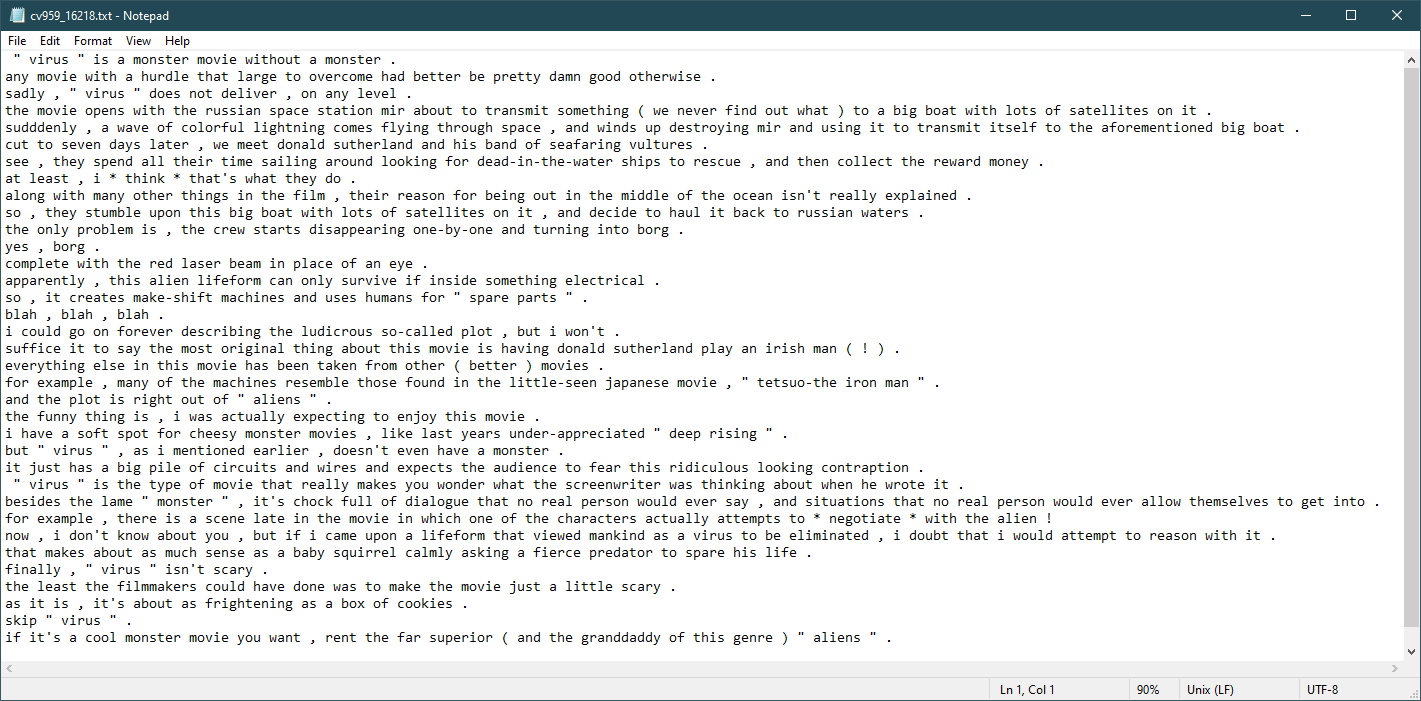 cv959_16218.txt - Notepad
File Edit Format View Help
" virus " is a monster movie without a monster .
any movie with a hurdle that large to overcome had better be pretty damn good otherwise .
sadly , " virus " does not deliver , on any level .
the movie opens with the russian space station mir about to transmit something ( we never find out what ) to a big boat with lots of satellites on it .
sudddenly , a wave of colorful lightning comes flying through space , and winds up destroying mir and using it to transmit itself to the aforementioned big boat .
cut to seven days later , we meet donald sutherland and his band of seafaring vultures .
see , they spend all their time sailing around looking for dead-in-the-water ships to rescue , and then collect the reward money .
at least , i * think * that's what they do .
along with many other things in the film , their reason for being out in the middle of the ocean isn't really explained .
so , they stumble upon this big boat with lots of satellites on it , and decide to haul it back to russian waters .
the only problem is , the crew starts disappearing one-by-one and turning into borg .
yes , borg .
complete with the red laser beam in place of an eye .
apparently , this alien lifeform can only survive if inside something electrical .
so , it creates make-shift machines and uses humans for " spare parts " .
blah , blah , blah .
i could go on forever describing the ludicrous so-called plot , but i won't .
suffice it to say the most original thing about this movie is having donald sutherland play an irish man ( ! ) .
everything else in this movie has been taken from other ( better ) movies .
for example , many of the machines resemble those found in the little-seen japanese movie , " tetsuo-the iron man " .
and the plot is right out of " aliens " .
the funny thing is , i was actually expecting to enjoy this movie .
i have a soft spot for cheesy monster movies , like last years under-appreciated " deep rising " .
but " virus " , as i mentioned earlier , doesn't even have a monster .
it just has a big pile of circuits and wires and expects the audience to fear this ridiculous looking contraption .
" virus " is the type of movie that really makes you wonder what the screenwriter was thinking about when he wrote it .
besides the lame " monster " , it's chock full of dialogue that no real person would ever say , and situations that no real person would ever allow themselves to get into .
for example , there is a scene late in the movie in which one of the characters actually attempts to * negotiate * with the alien !
now , i don't know about you , but if i came upon a lifeform that viewed mankind as a virus to be eliminated , i doubt that i would attempt to reason with it .
that makes about as much sense as a baby squirrel calmly asking a fierce predator to spare his life .
finally , " virus " isn't scary .
the least the filmmakers could have done was to make the movie just a little scary .
as it is , it's about as frightening as a box of cookies .
skip " virus " .
if it's a cool monster movie you want , rent the far superior ( and the granddaddy of this genre ) " aliens " .
Ln 1, Col 1 90% Unix (LF) UTF-8